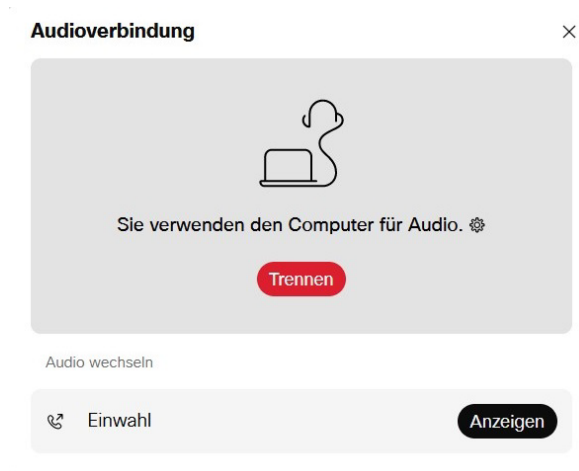 Audioverbindung
Sie verwenden den Computer für Audio.
Trennen
Audio wechseln
Einwahl
Anzeigen